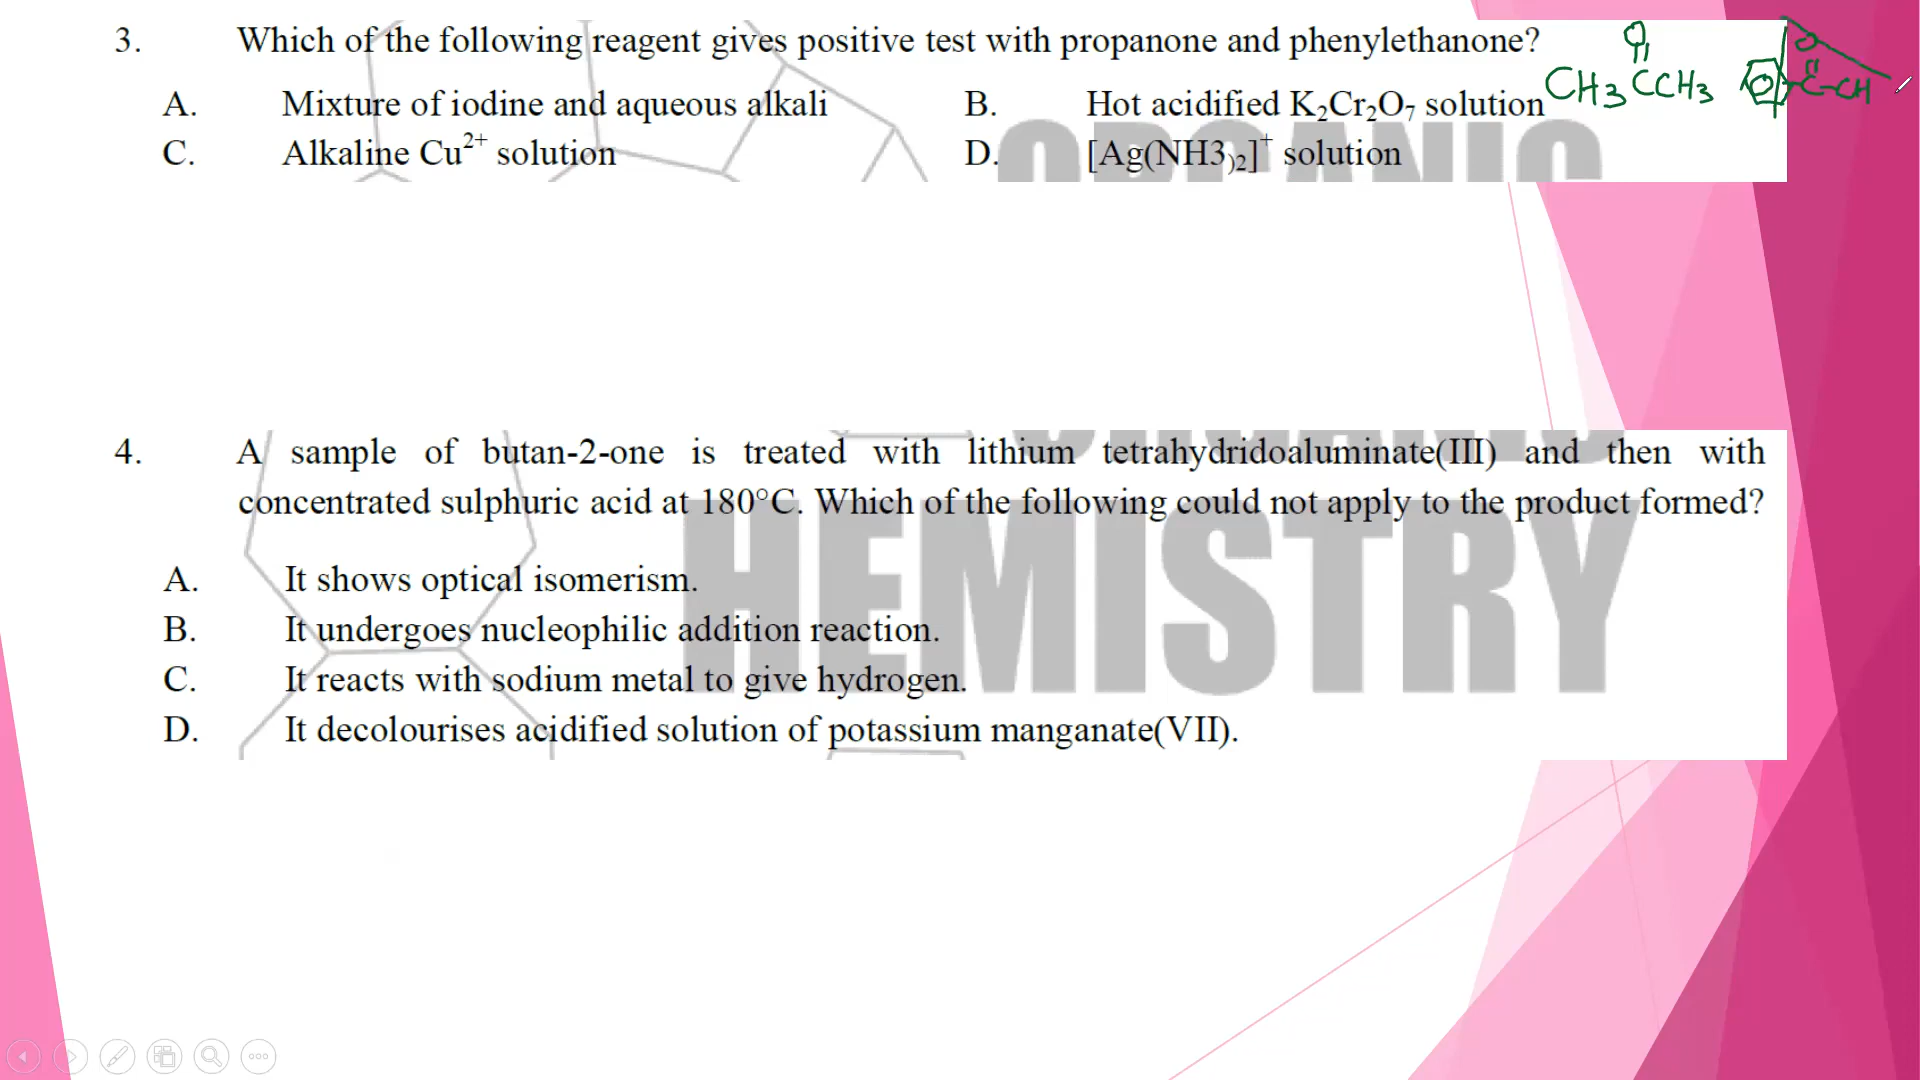 3. Which of the following reagent gives positive test with propanone and phenylethanone?
O O
CH3 CCH3 C-CH
A. Mixture of iodine and aqueous alkali B. Hot acidified K₂Cr₂O₇ solution
C. Alkaline Cu²⁺ solution D. [Ag(NH3)₂]⁺ solution
ORGANIC
4. A sample of butan-2-one is treated with lithium tetrahydridoaluminate(III) and then with
concentrated sulphuric acid at 180°C. Which of the following could not apply to the product formed?
HEMISTRY
A. It shows optical isomerism.
B. It undergoes nucleophilic addition reaction.
C. It reacts with sodium metal to give hydrogen.
D. It decolourises acidified solution of potassium manganate(VII).